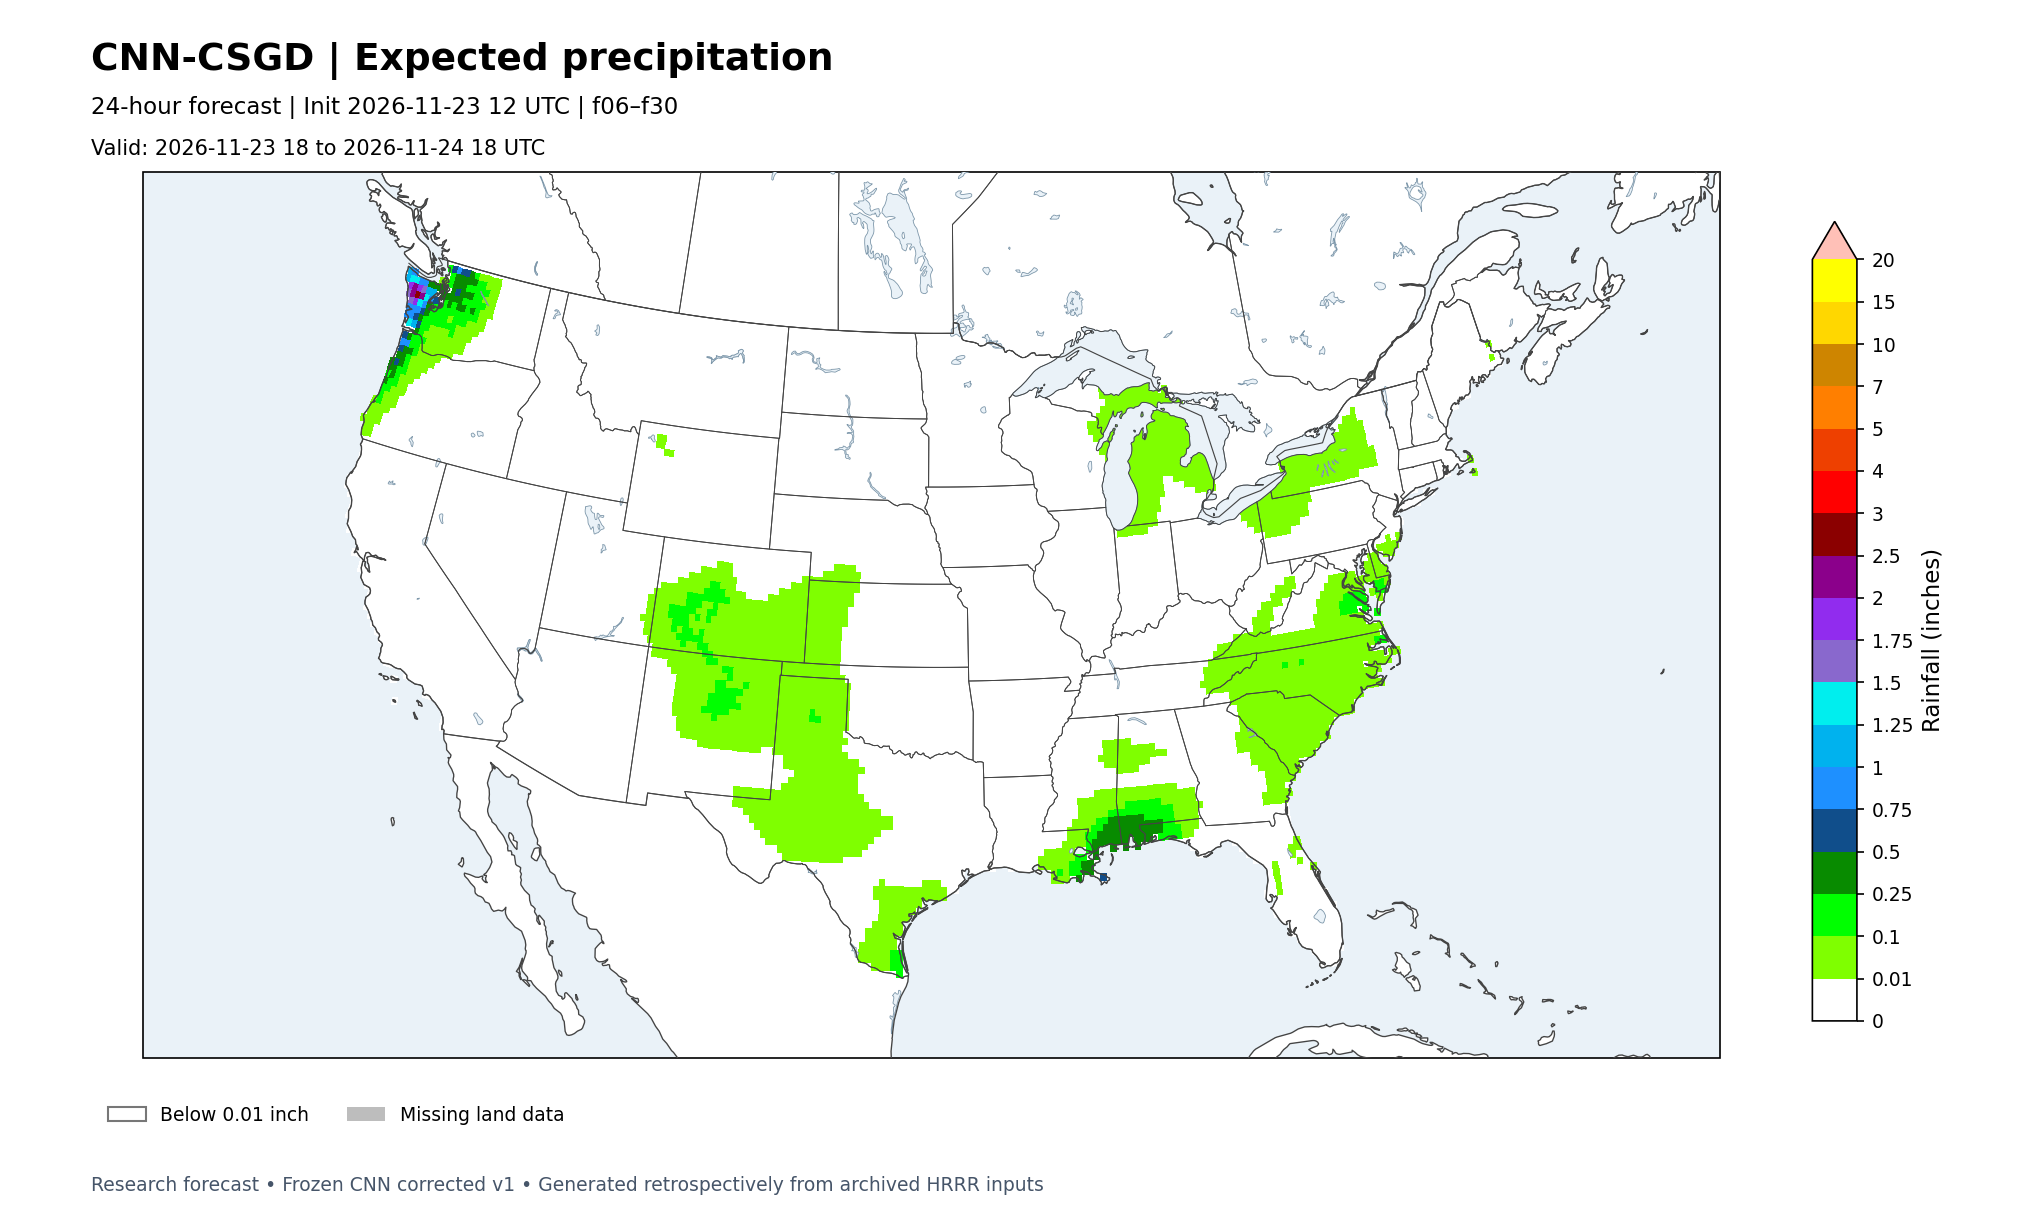 CNN-CSGD | Expected precipitation
24-hour forecast | Init 2026-11-23 12 UTC | f06–f30
Valid: 2026-11-23 18 to 2026-11-24 18 UTC
20
15
10
7
5
4
3
2.5
2
1.75
1.5
1.25
1
0.75
0.5
0.25
0.1
0.01
0
Rainfall (inches)
Below 0.01 inch
Missing land data
Research forecast • Frozen CNN corrected v1 • Generated retrospectively from archived HRRR inputs